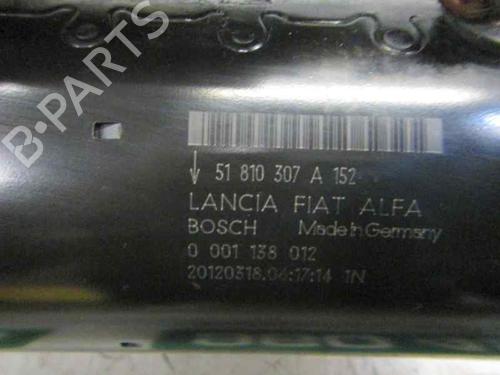 B-PARTS
51 810 307 A 152
LANCIA FIAT ALFA
BOSCH Made in Germany
0 001 138 012
20120318.04:17:14 1N